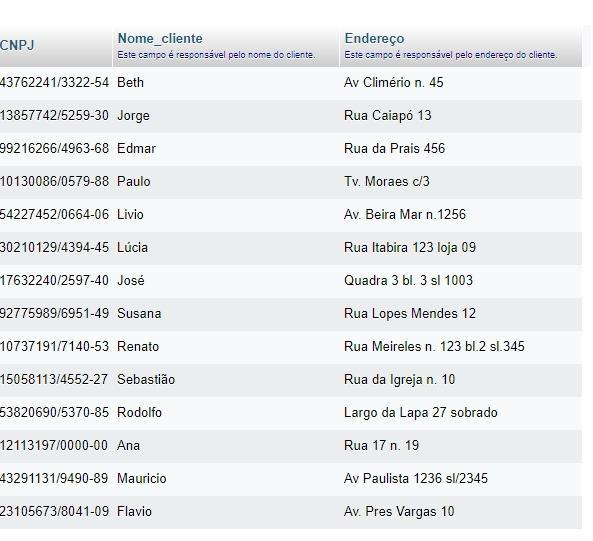 CNPJ Nome_cliente Endereço
Este campo é responsável pelo nome do cliente. Este campo é responsável pelo endereço do cliente.
43762241/3322-54 Beth Av Climério n. 45
13857742/5259-30 Jorge Rua Caiapó 13
99216266/4963-68 Edmar Rua da Prais 456
10130086/0579-88 Paulo Tv. Moraes c/3
54227452/0664-06 Livio Av. Beira Mar n.1256
30210129/4394-45 Lúcia Rua Itabira 123 loja 09
17632240/2597-40 José Quadra 3 bl. 3 sl 1003
92775989/6951-49 Susana Rua Lopes Mendes 12
10737191/7140-53 Renato Rua Meireles n. 123 bl.2 sl.345
15058113/4552-27 Sebastião Rua da Igreja n. 10
53820690/5370-85 Rodolfo Largo da Lapa 27 sobrado
12113197/0000-00 Ana Rua 17 n. 19
43291131/9490-89 Mauricio Av Paulista 1236 sl/2345
23105673/8041-09 Flavio Av. Pres Vargas 10